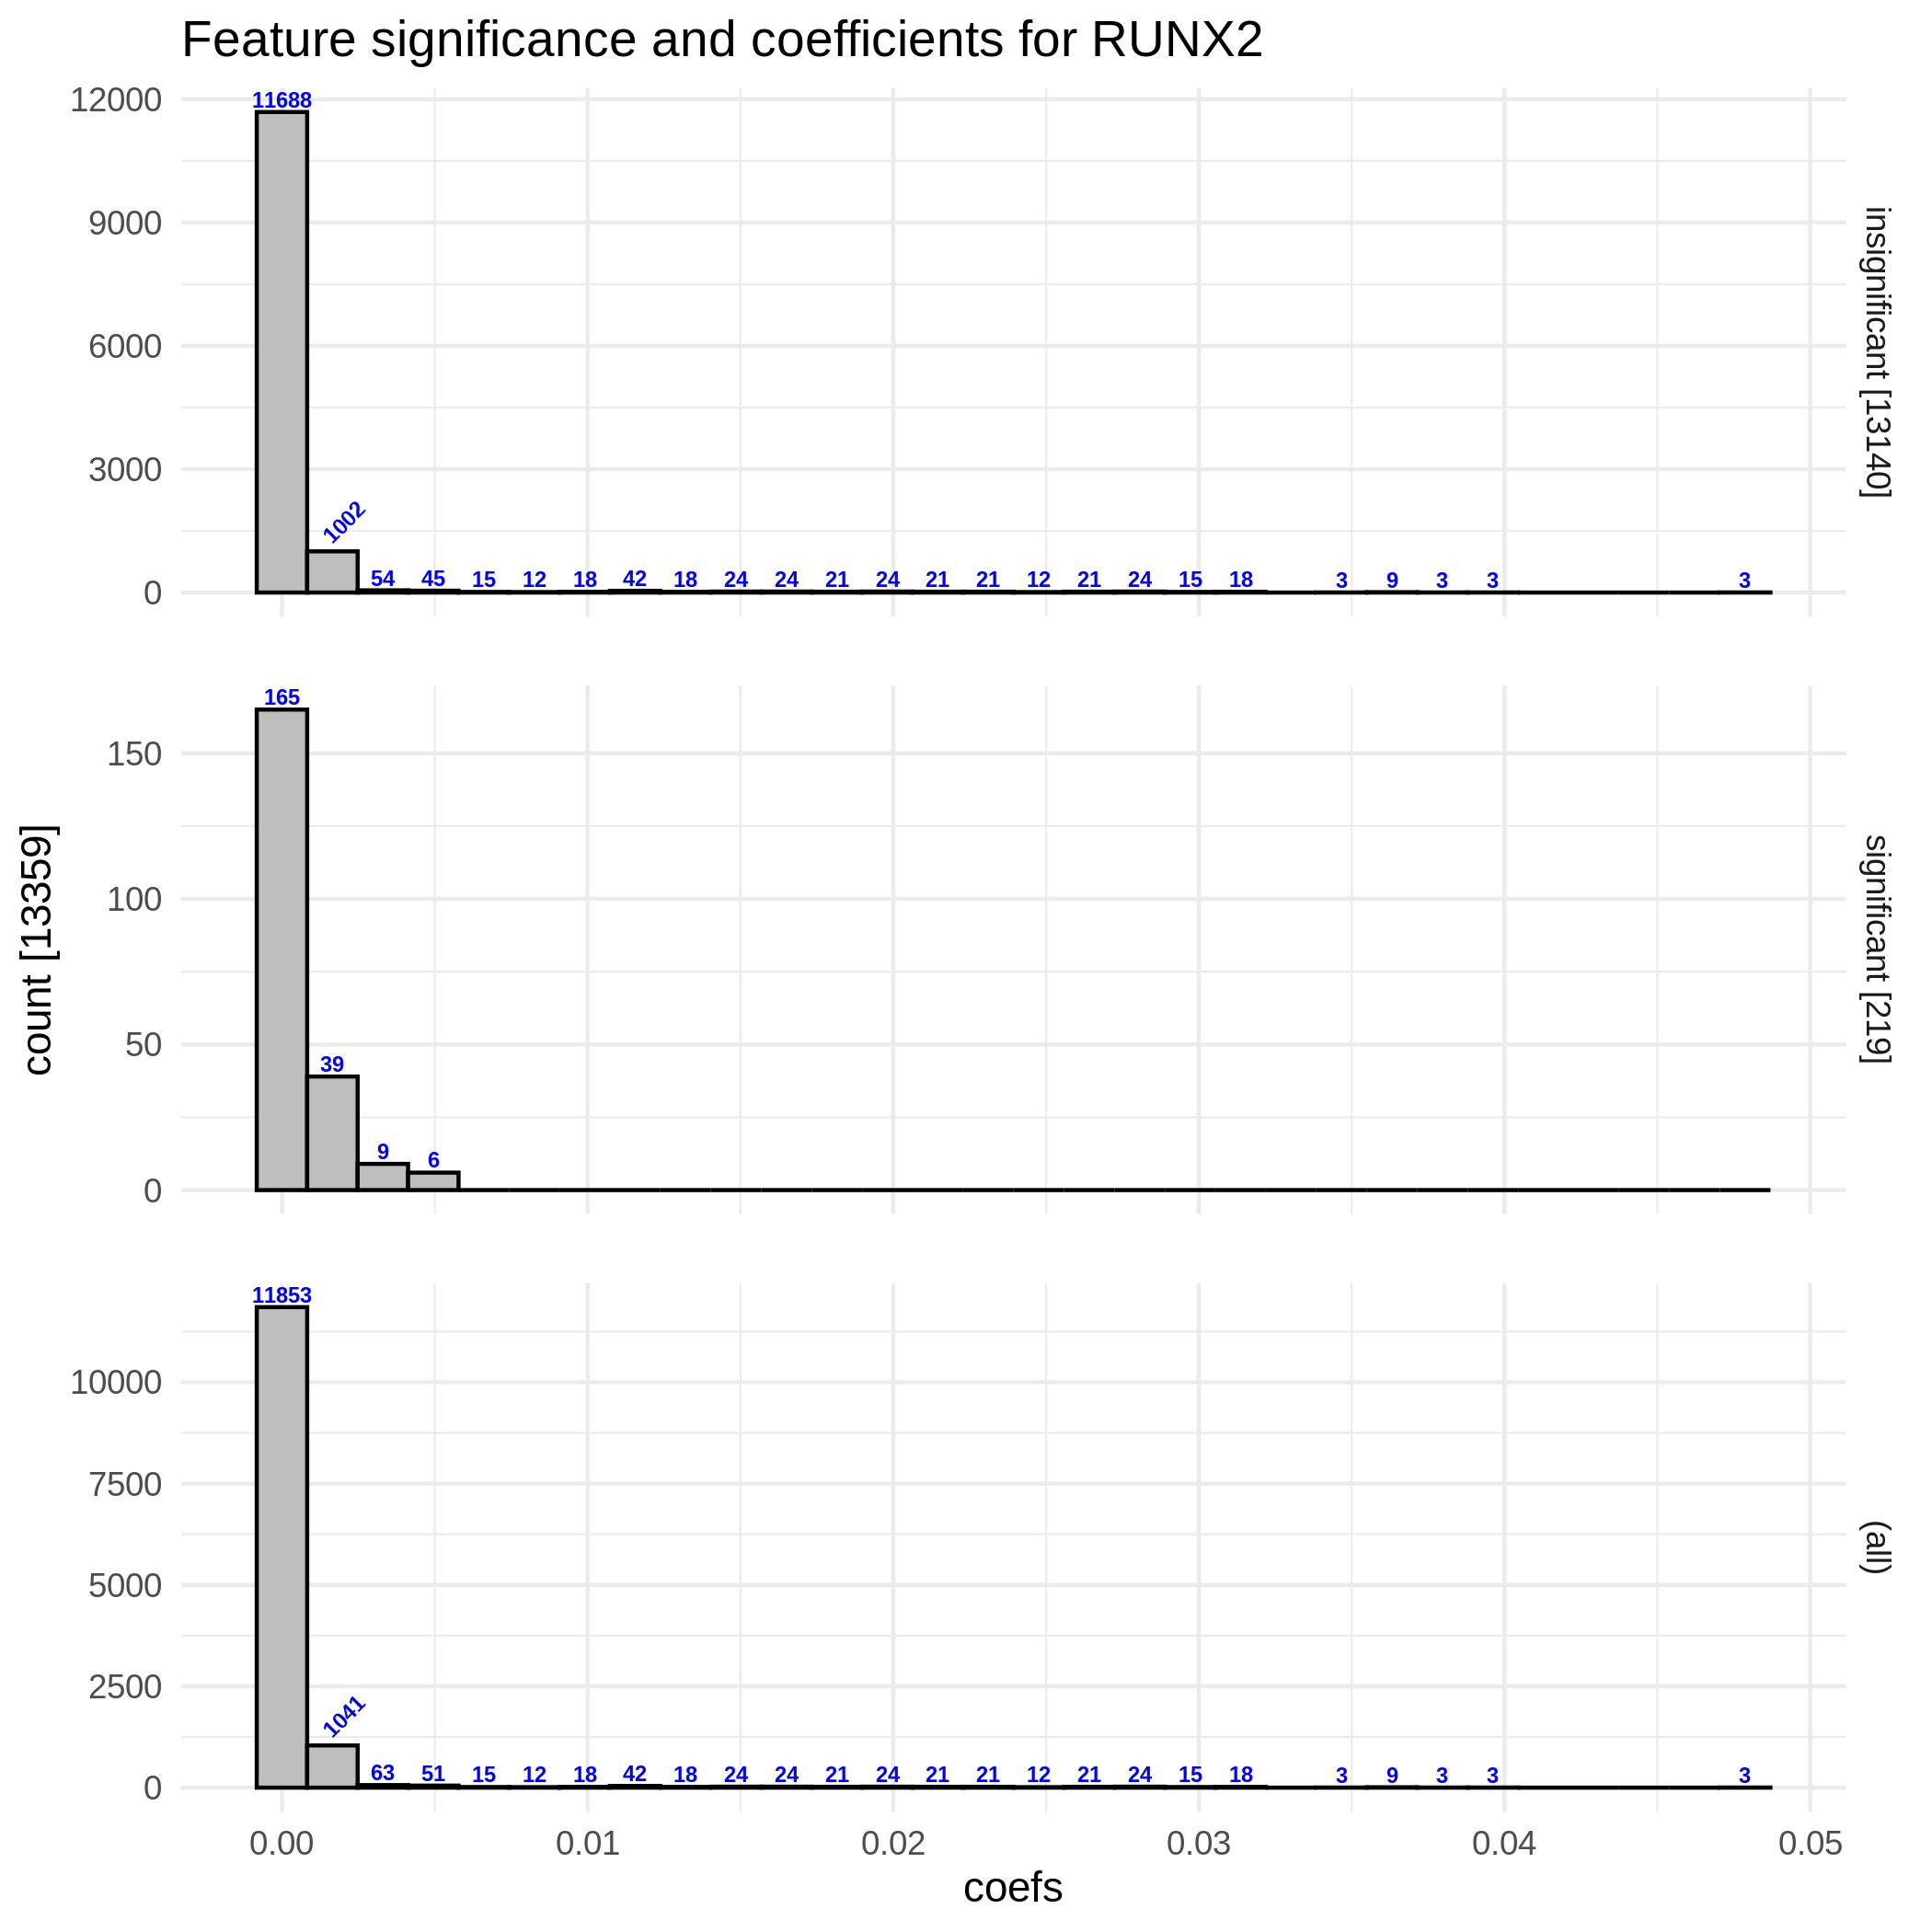 Feature significance and coefficients for RUNX2
12000
9000
6000
3000
0
11688
1002
54 45 15 12 18 42 18 24 24 21 24 21 21 12 21 24 15 18 3 9 3 3 3
insignificant [13140]
count [13359]
150
100
50
0
165
39
9
6
significant [219]
10000
7500
5000
2500
0
11853
1041
63 51 15 12 18 42 18 24 24 21 24 21 21 12 21 24 15 18 3 9 3 3 3
(all)
0.00 0.01 0.02 0.03 0.04 0.05
coefs